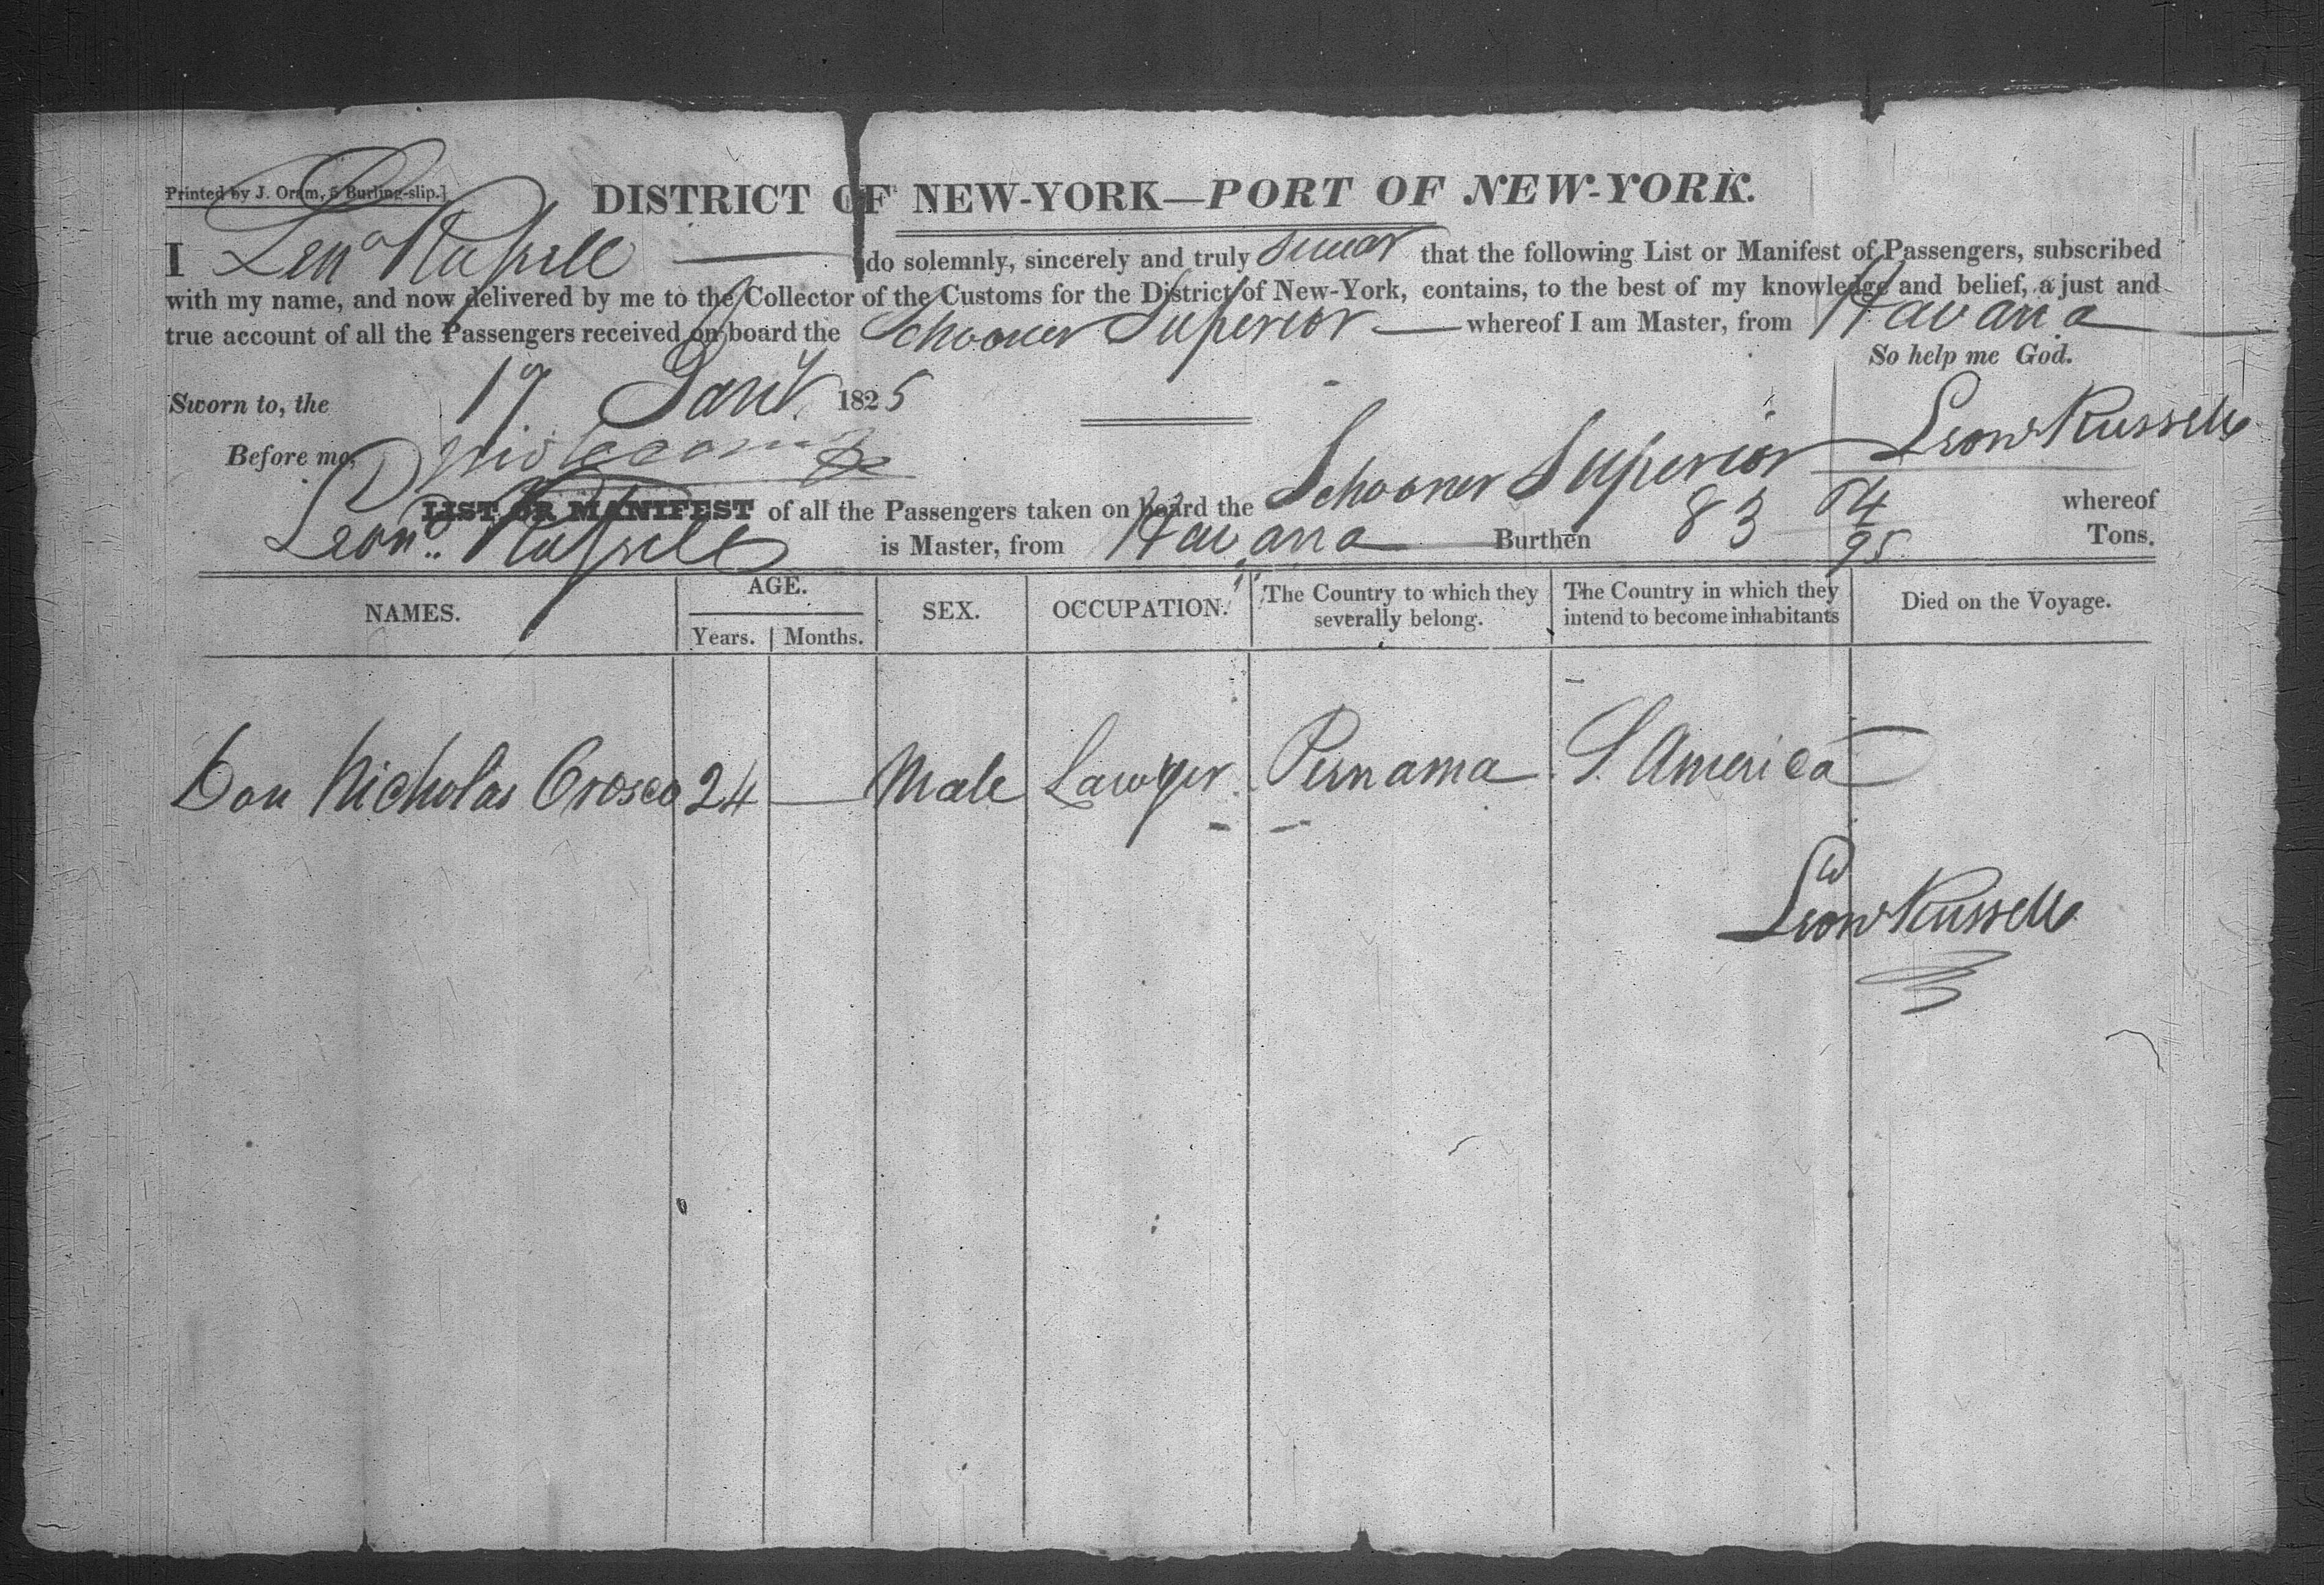 Printed by J. Oram, 5 Burling-slip.]
DISTRICT OF NEW-YORK—PORT OF NEW-YORK.
I Leno Russell do solemnly, sincerely and truly swear that the following List or Manifest of Passengers, subscribed
with my name, and now delivered by me to the Collector of the Customs for the District of New-York, contains, to the best of my knowledge and belief, a just and
true account of all the Passengers received on board the Schooner Superior whereof I am Master, from Havana
So help me God.
Sworn to, the 17 Jany. 1825
Before me,
Leond Russell
LIST OR MANIFEST of all the Passengers taken on board the Schooner Superior whereof
Leond. Russell is Master, from Havana Burthen 83 64/95 Tons.
NAMES. AGE. SEX. OCCUPATION. The Country to which they severally belong. The Country in which they intend to become inhabitants Died on the Voyage.
Years. Months.
Don Nicholas Orosco 24 — Male Lawyer. Pernama S. America
Leond Russell